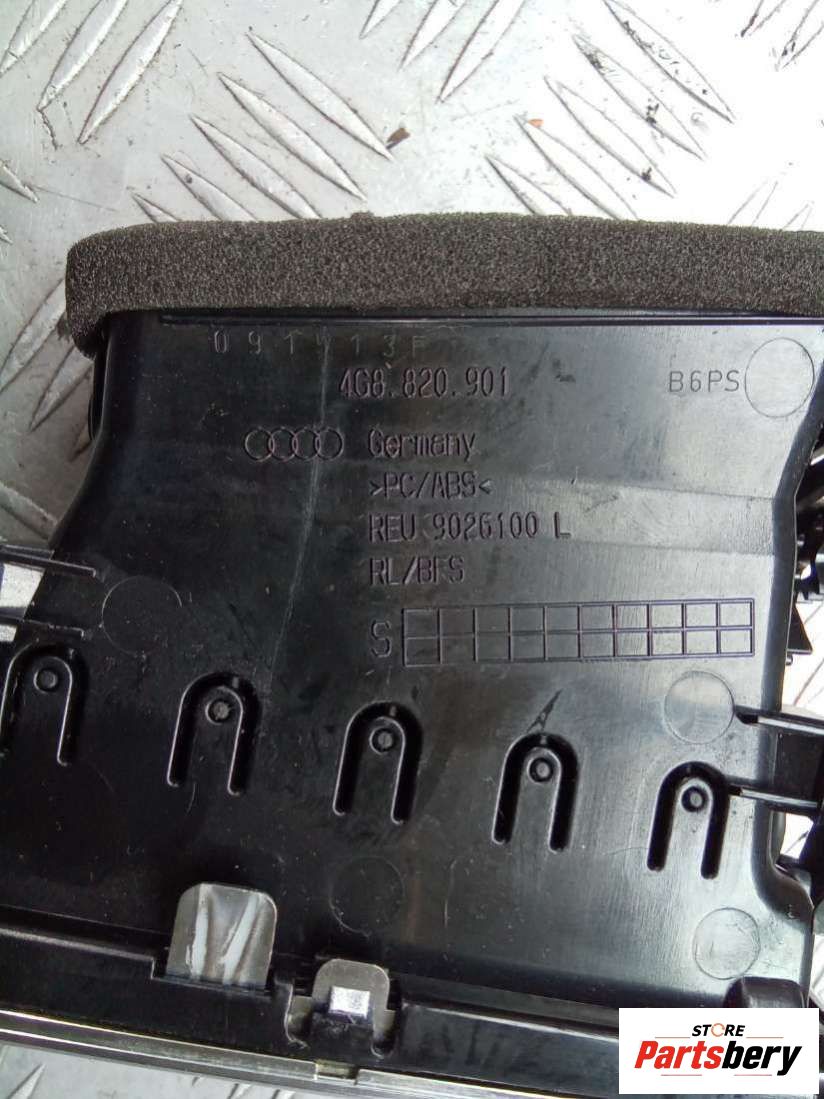 4G8.820.901
B6PS
Germany
>PC/ABS<
REU 9026100 L
RL/BFS
S
STORE
Partsbery